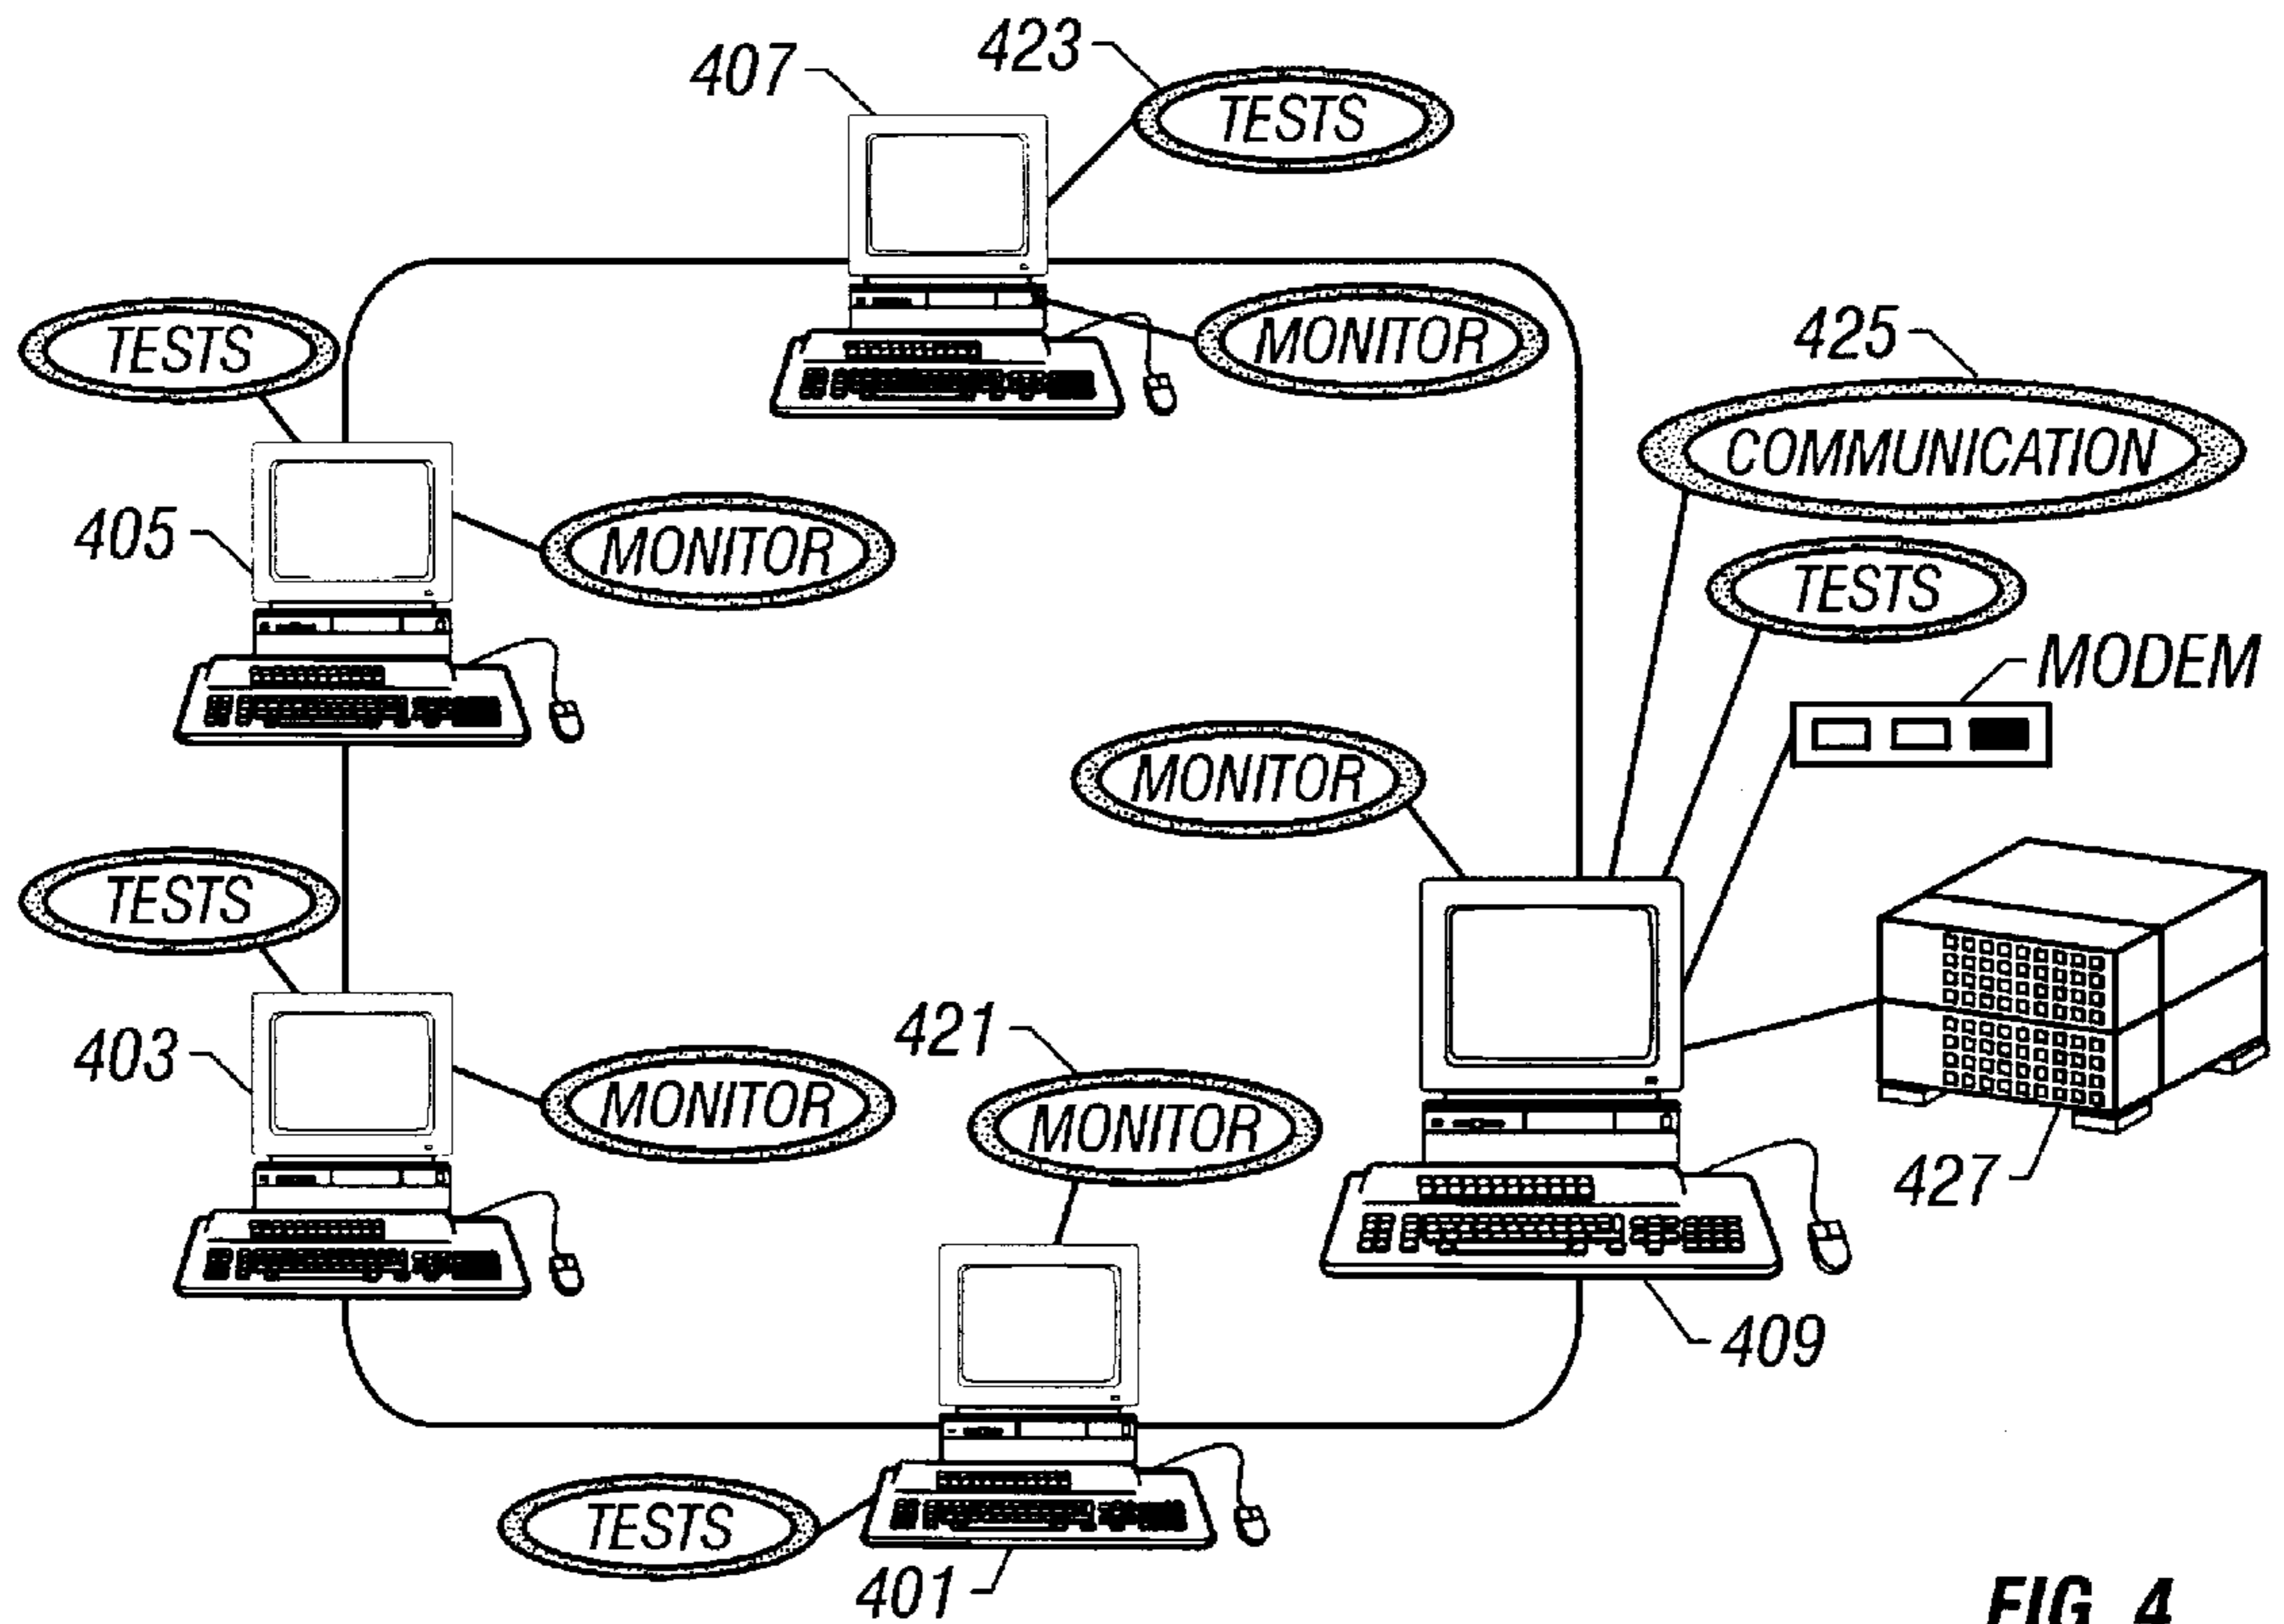 423
407
TESTS
TESTS
MONITOR
425
COMMUNICATION
405
MONITOR
TESTS
MODEM
MONITOR
TESTS
421
403
MONITOR
MONITOR
427
409
TESTS
401
FIG. 4